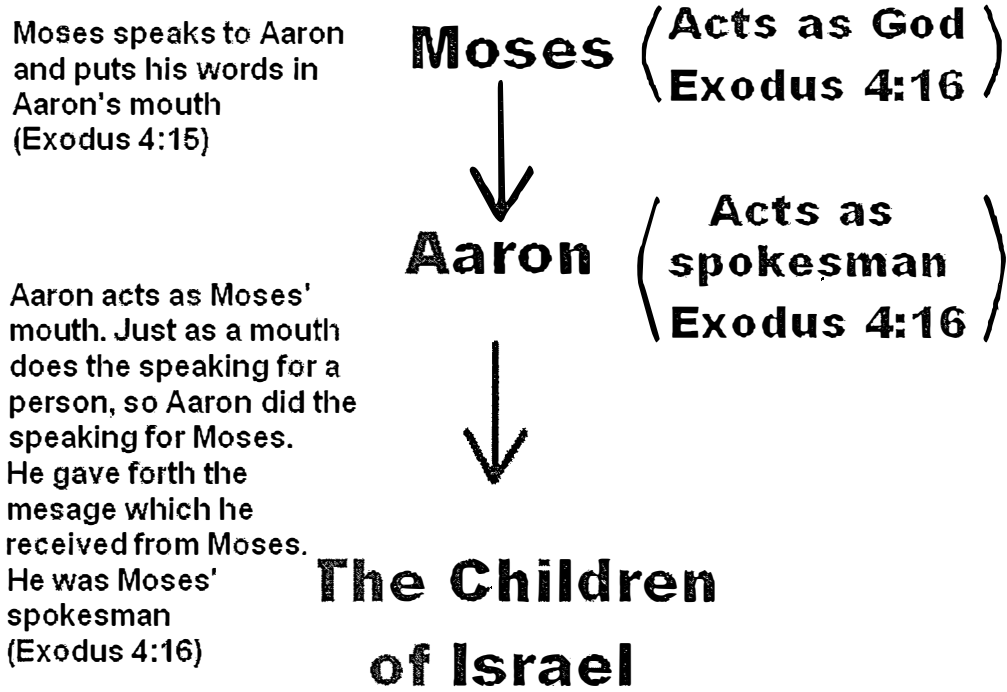 Moses speaks to Aaron
and puts his words in
Aaron's mouth
(Exodus 4:15)
Moses
Acts as God
Exodus 4:16
Aaron
Acts as
spokesman
Exodus 4:16
Aaron acts as Moses'
mouth. Just as a mouth
does the speaking for a
person, so Aaron did the
speaking for Moses.
He gave forth the
mesage which he
received from Moses.
He was Moses'
spokesman
(Exodus 4:16)
The Children
of Israel